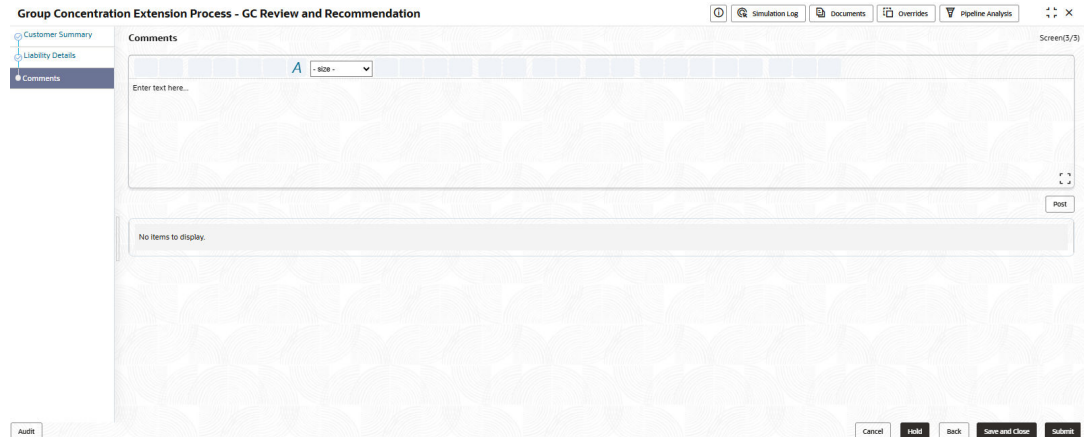 Group Concentration Extension Process - GC Review and Recommendation
Simulation Log
Documents
Overrides
Pipeline Analysis
Customer Summary
Liability Details
Comments
Comments
Screen(3/3)
A
- size -
Enter text here...
Post
No items to display.
Audit
Cancel
Hold
Back
Save and Close
Submit